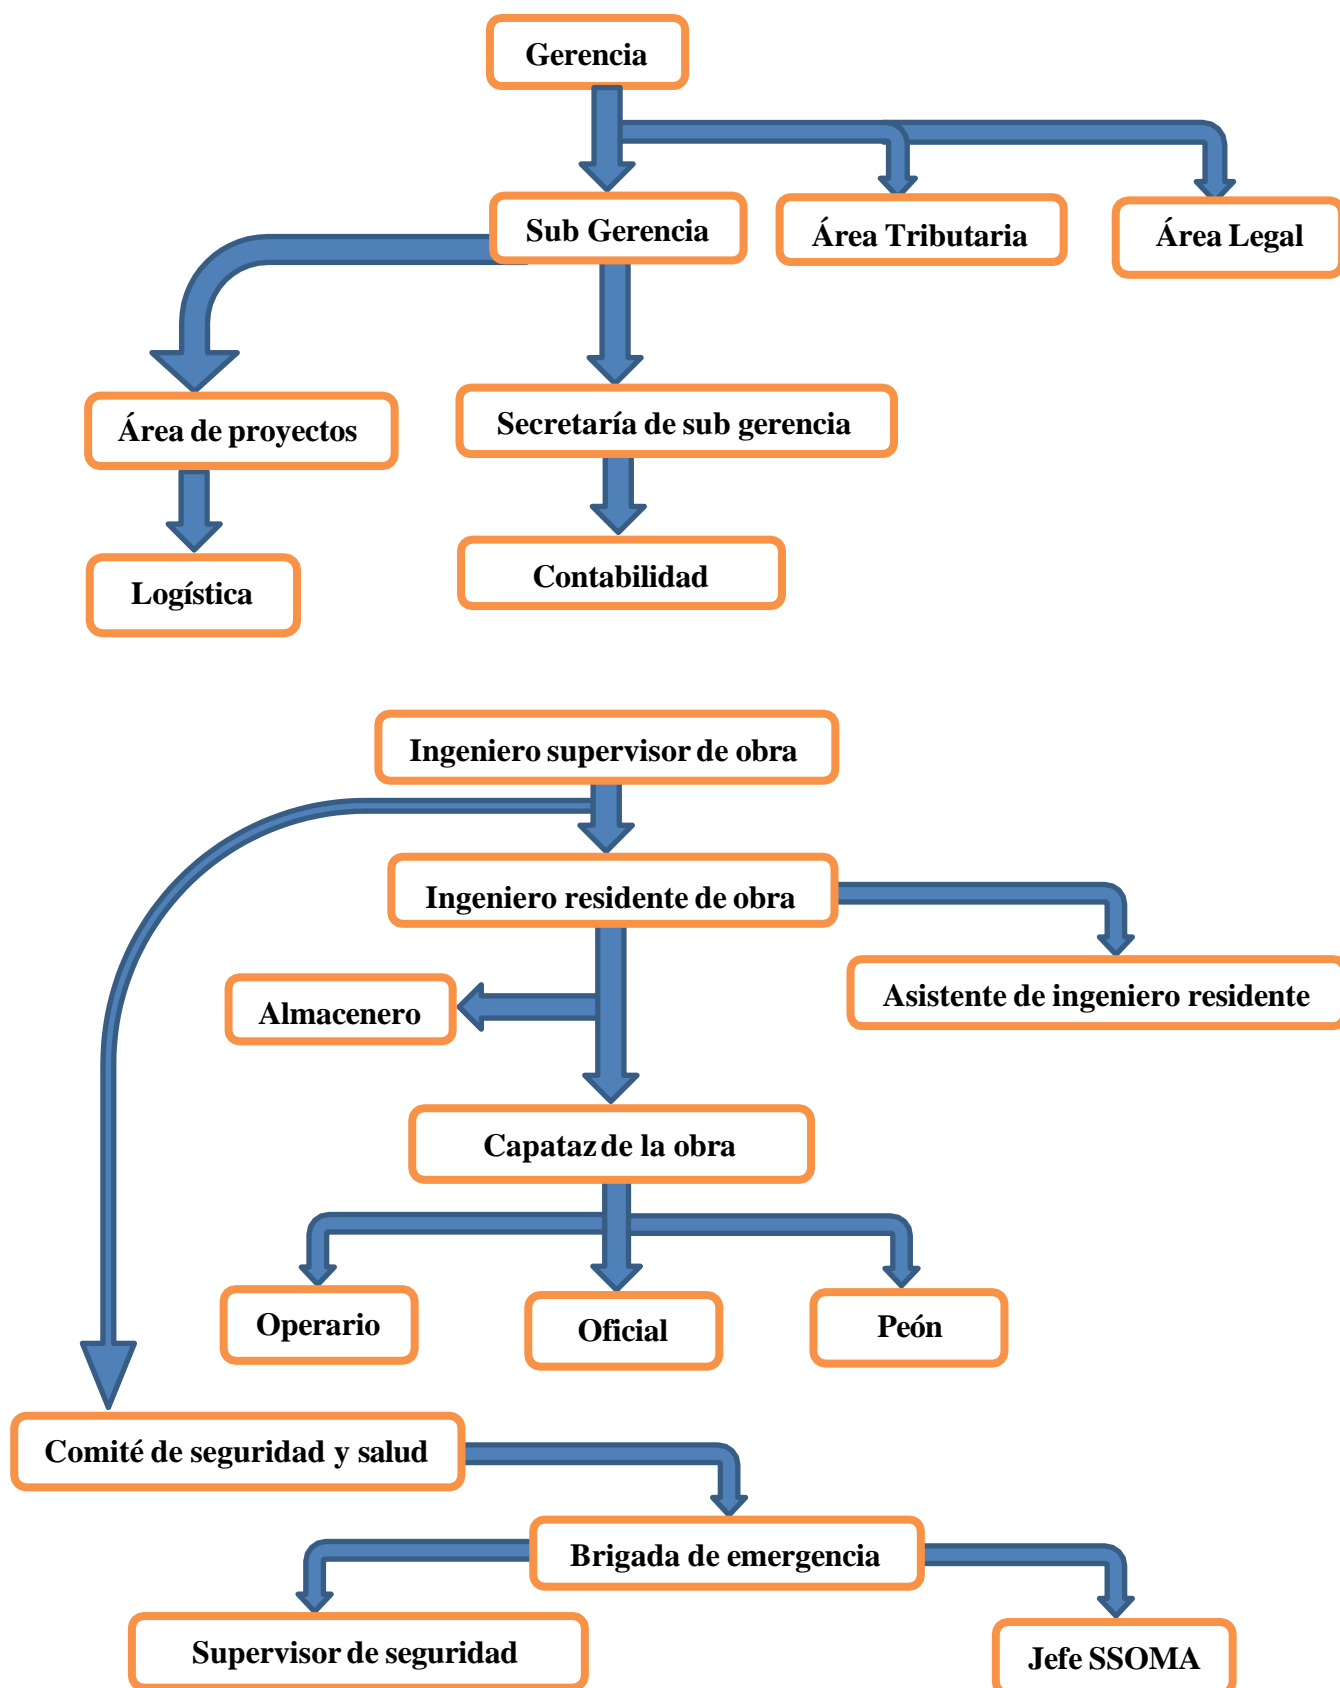 Gerencia
Sub Gerencia
Área Tributaria
Área Legal
Área de proyectos
Secretaría de sub gerencia
Logística
Contabilidad
Ingeniero supervisor de obra
Ingeniero residente de obra
Asistente de ingeniero residente
Almacenero
Capataz de la obra
Operario
Oficial
Peón
Comité de seguridad y salud
Brigada de emergencia
Supervisor de seguridad
Jefe SSOMA